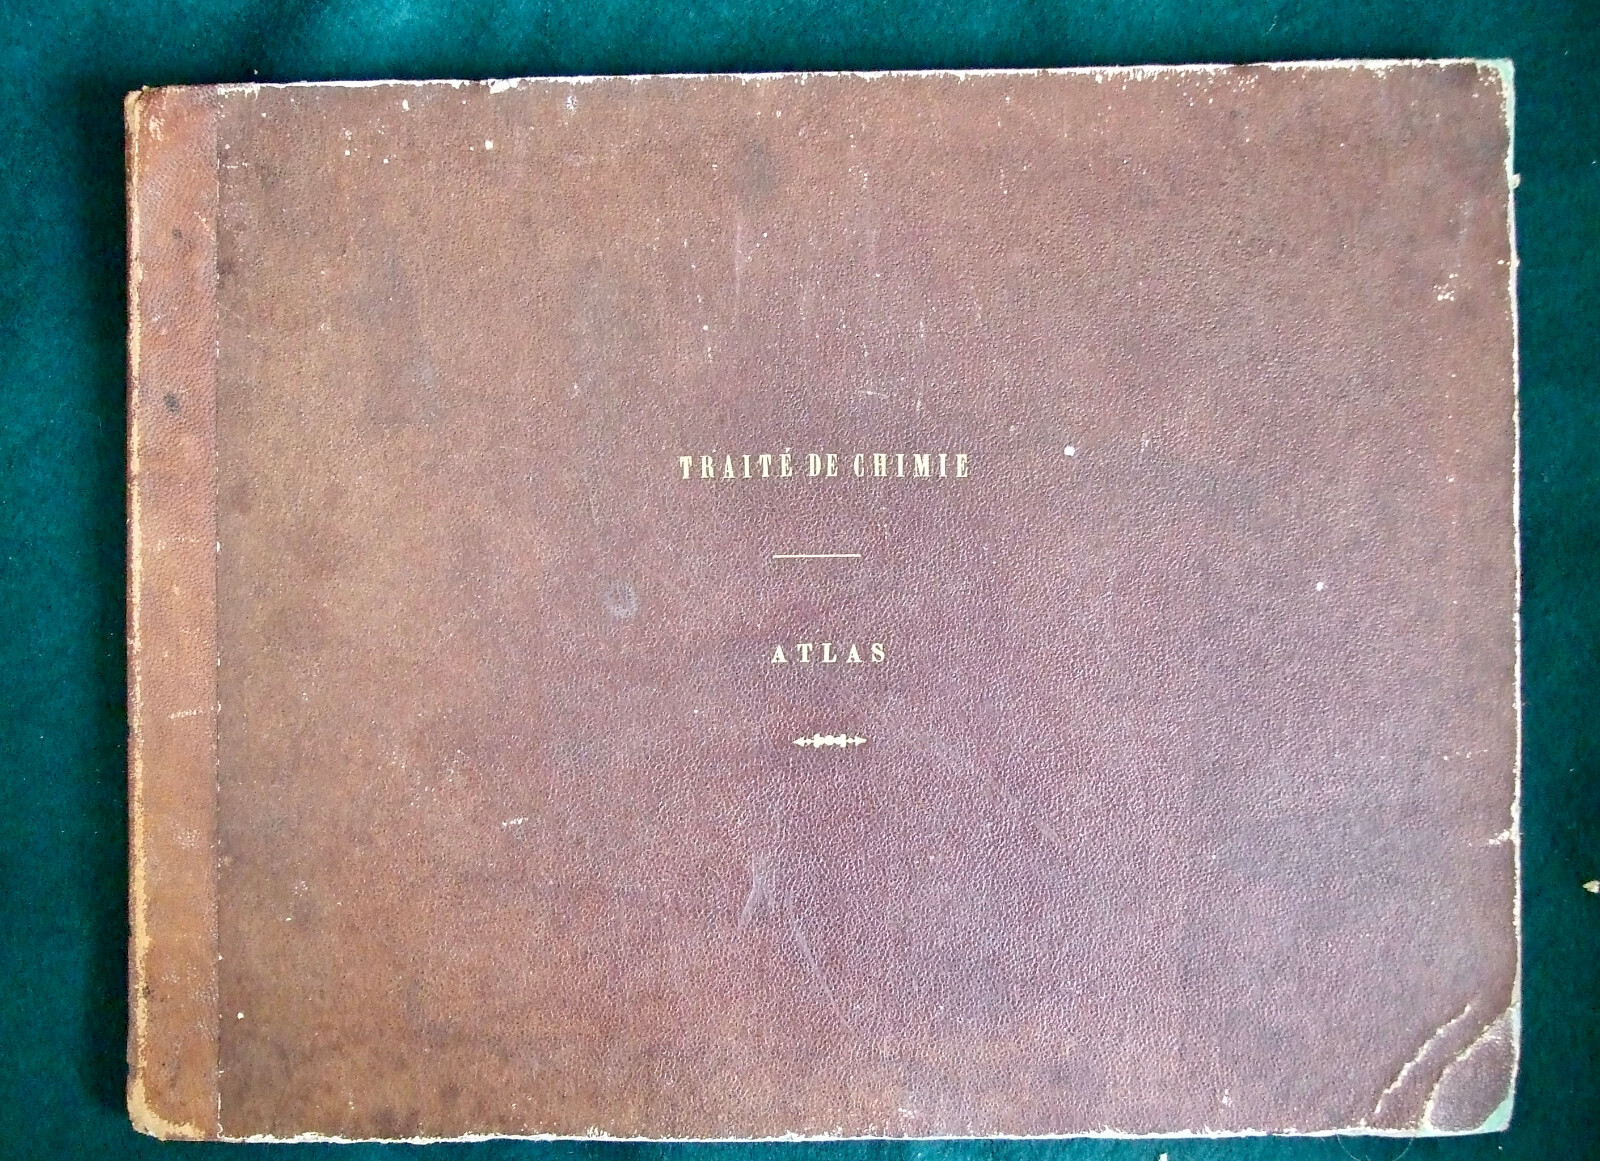 TRAITÉ DE CHIMIE
ATLAS